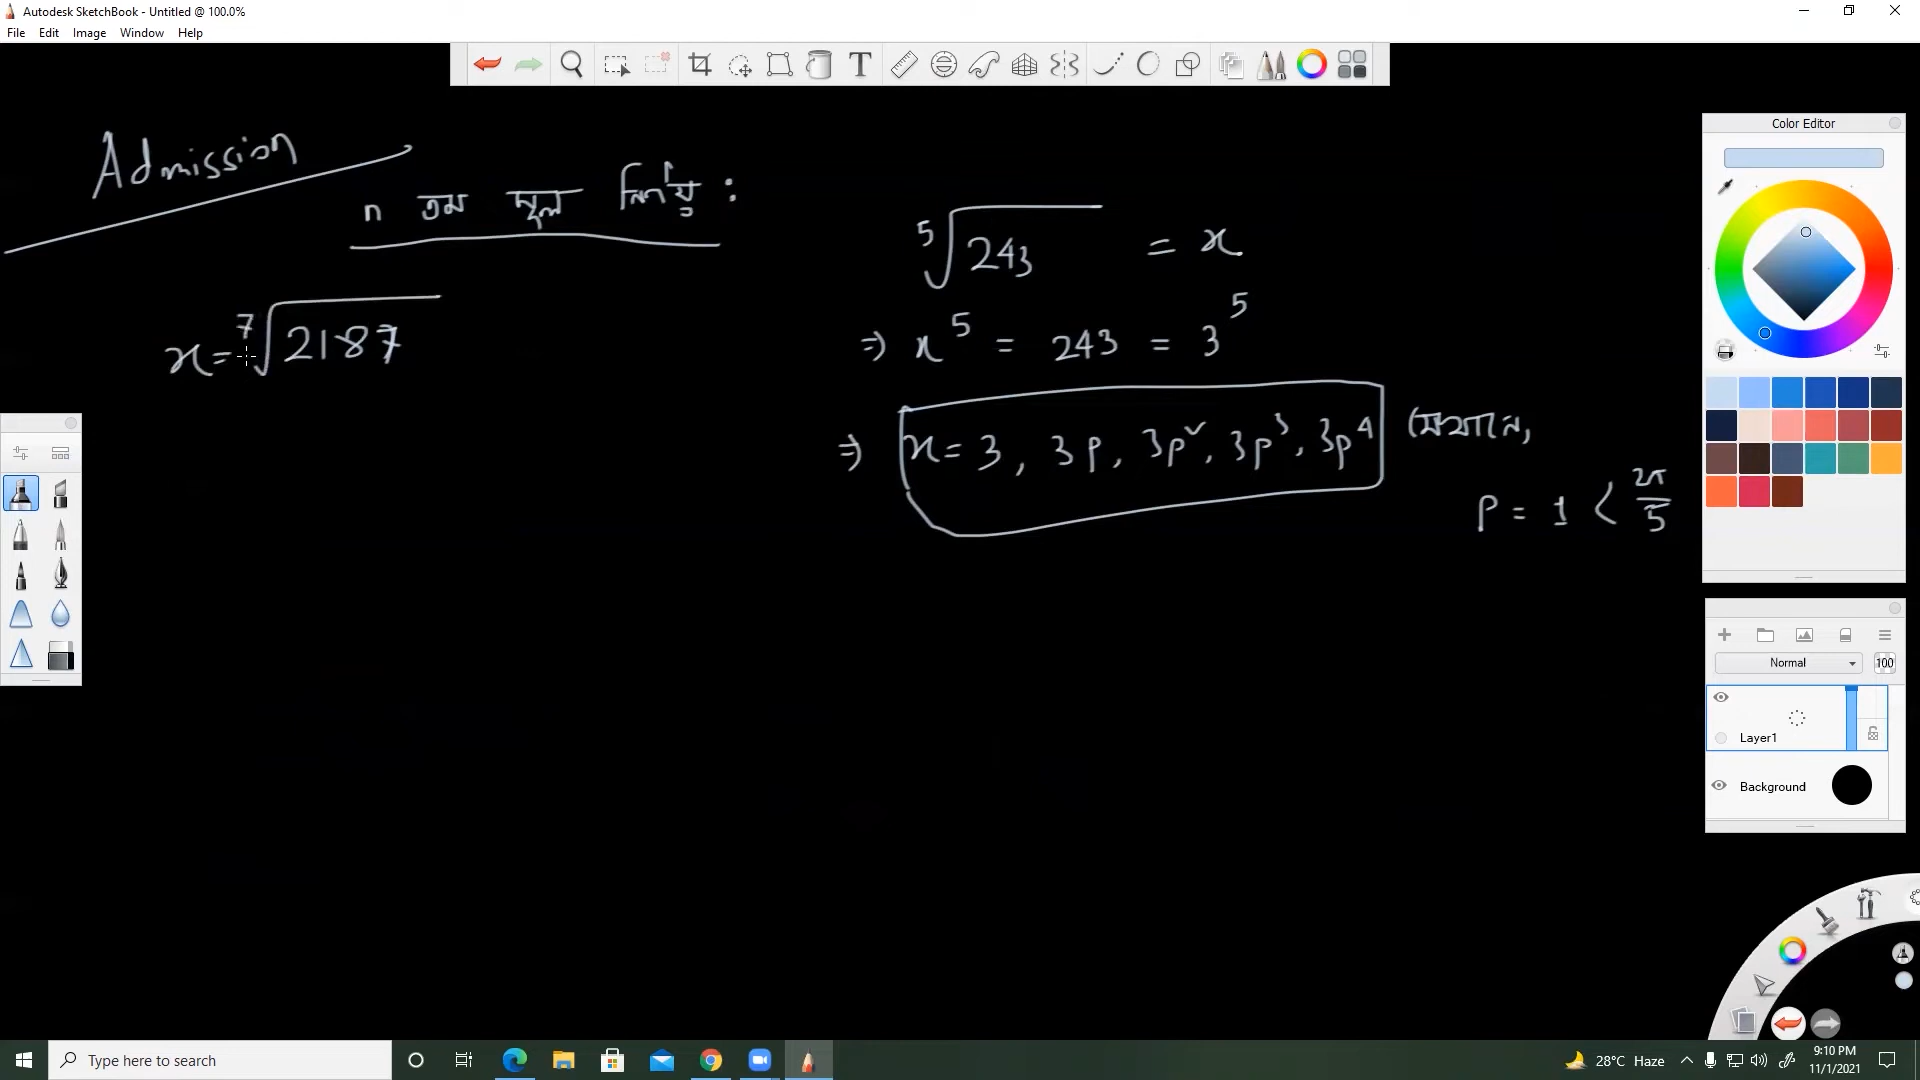 Autodesk SketchBook - Untitled @ 100.0%
File Edit Image Window Help
Color Editor
Admission
n তম মূল নির্ণয় :
x = ⁷√2187
⁵√243 = x
⇒ x⁵ = 243 = 3⁵
⇒ x = 3, 3p, 3p², 3p³, 3p⁴ (যেখানে,
p = 1 < 2π/5
Normal
100
Layer1
Background
Type here to search
28°C Haze
9:10 PM
11/1/2021